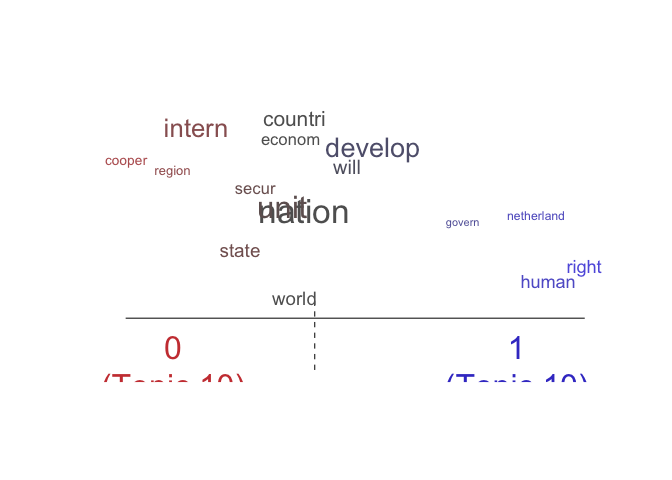 countri
intern
econom
develop
cooper
will
region
secur
unit
nation
netherland
govern
state
right
human
world
0 1
(Topic 10) (Topic 10)